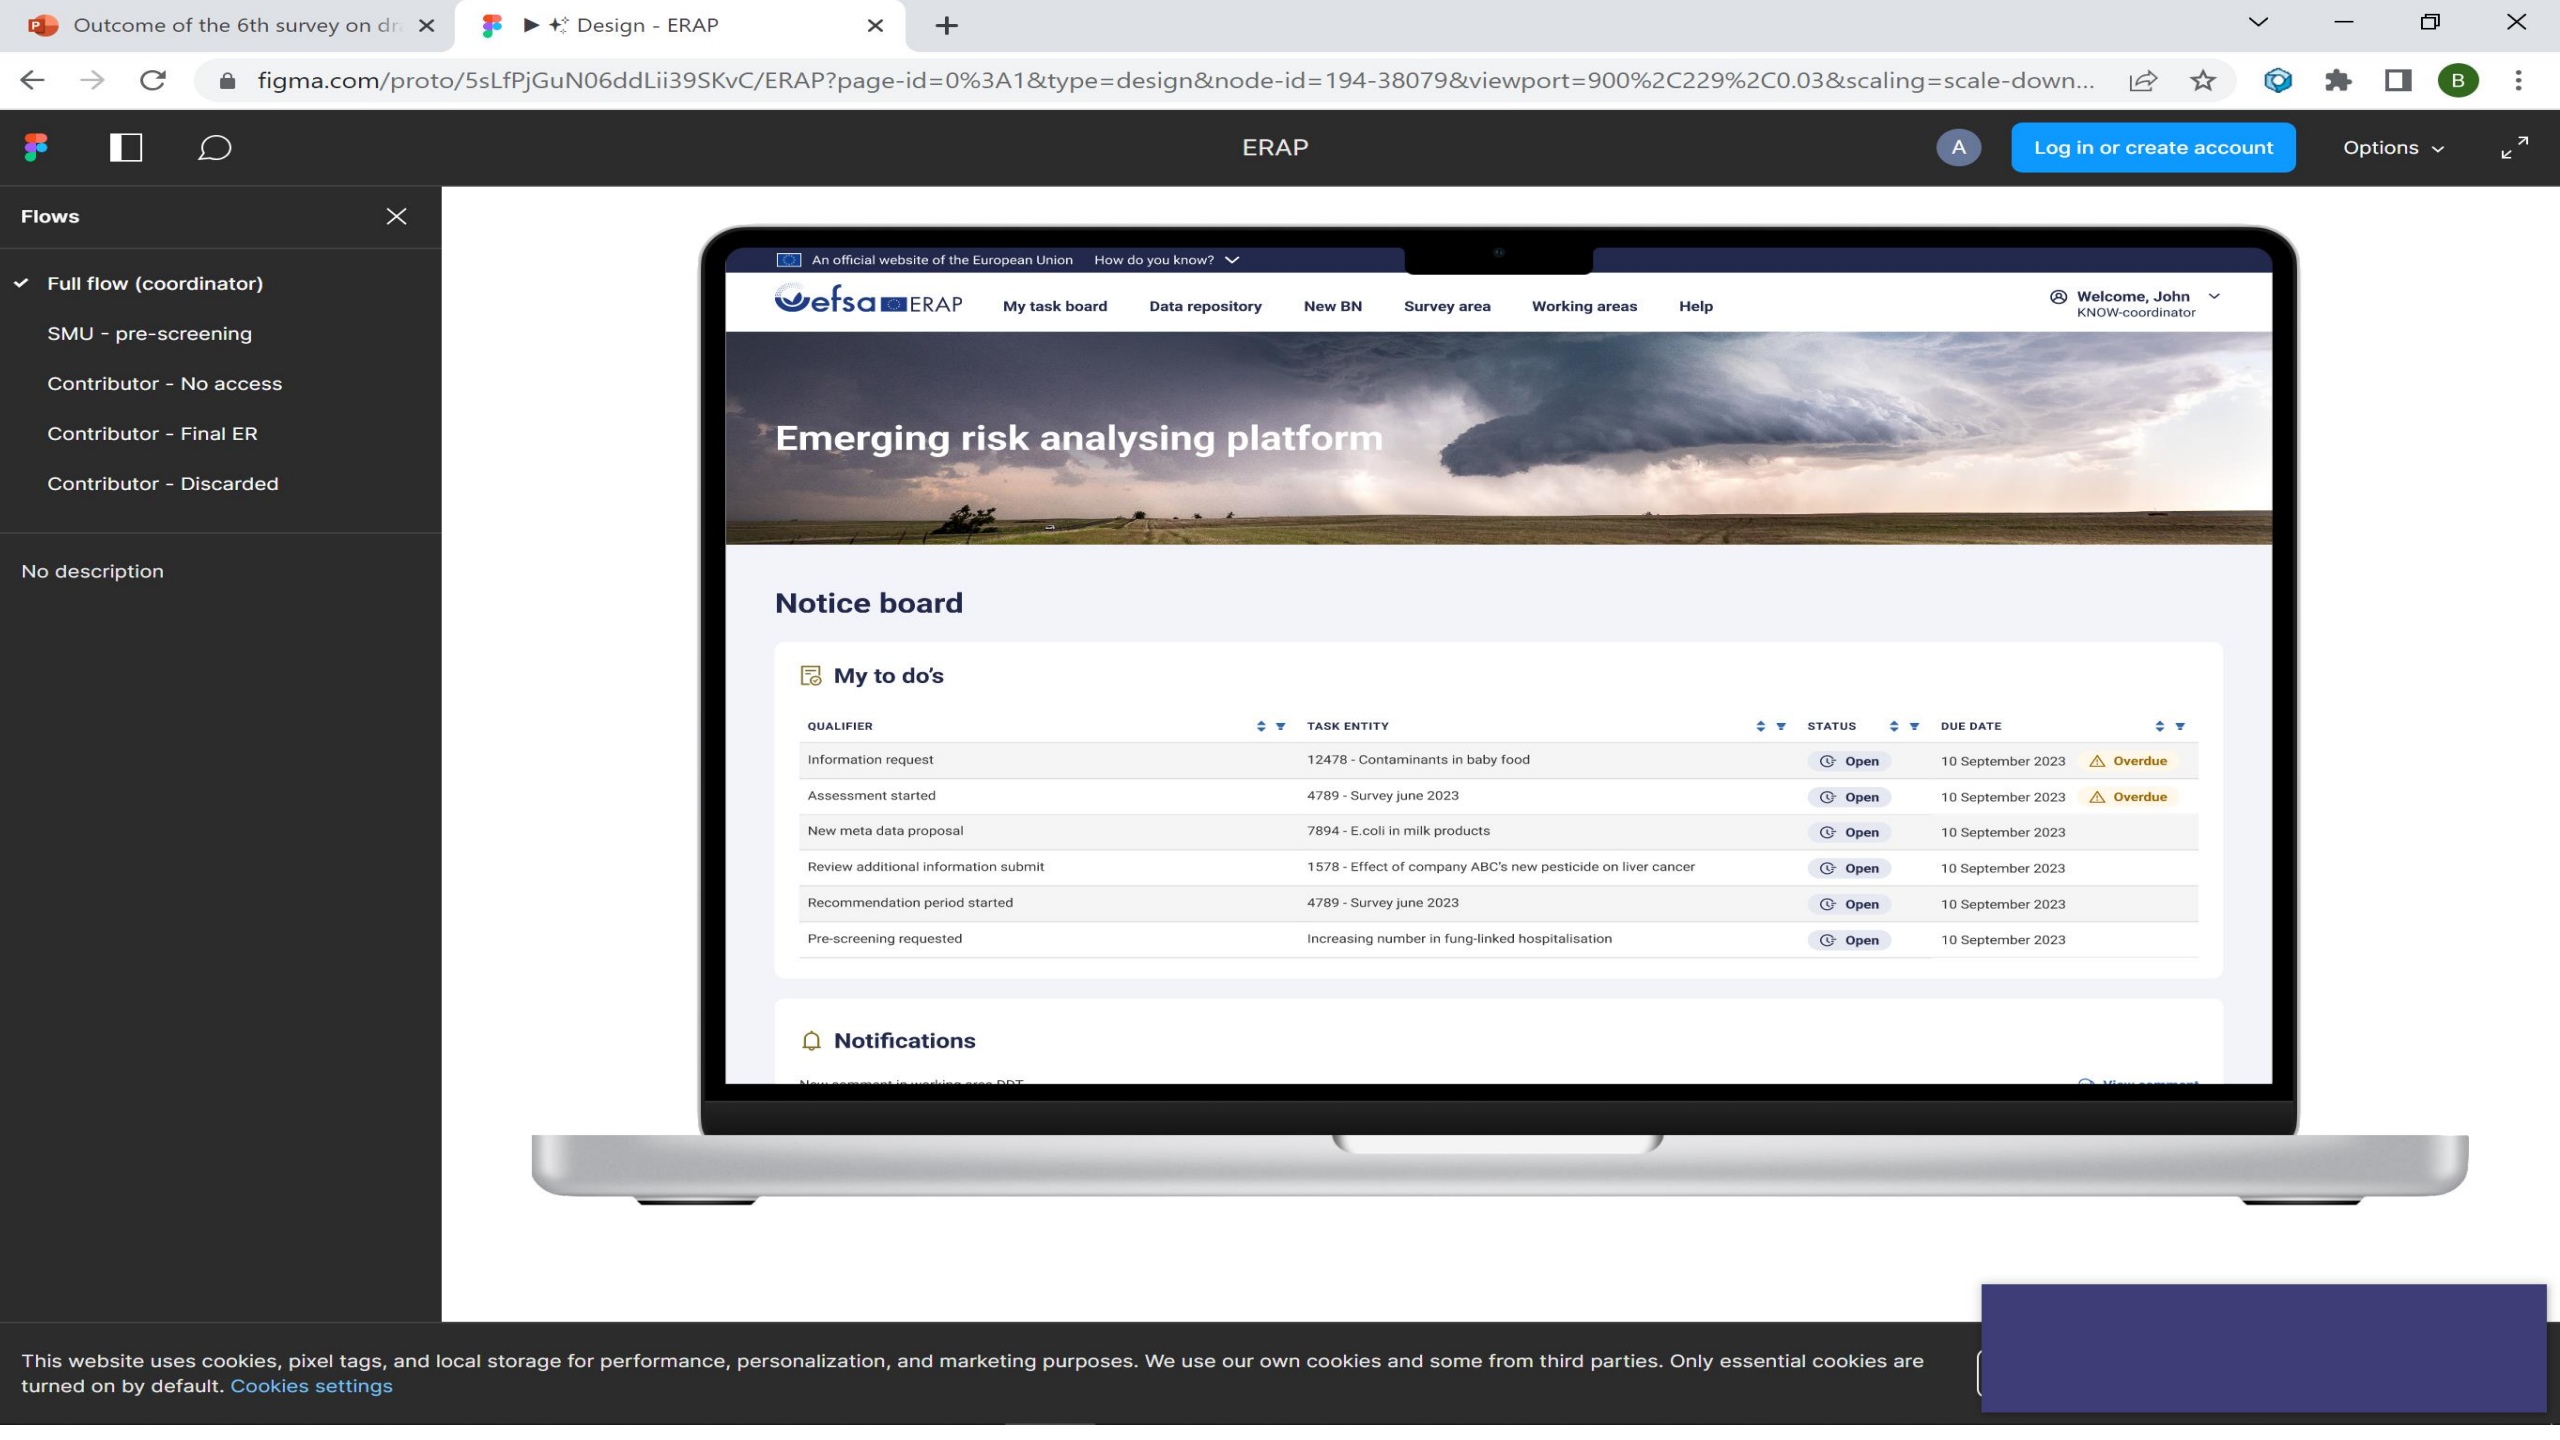 Outcome of the 6th survey on dr
Design - ERAP
figma.com/proto/5sLfPjGuN06ddLii39SKvC/ERAP?page-id=0%3A1&type=design&node-id=194-38079&viewport=900%2C229%2C0.03&scaling=scale-down...
B
ERAP
A
Log in or create account
Options
Flows
Full flow (coordinator)
SMU - pre-screening
Contributor - No access
Contributor - Final ER
Contributor - Discarded
No description
An official website of the European Union How do you know?
efsa ERAP
My task board
Data repository
New BN
Survey area
Working areas
Help
Welcome, John
KNOW-coordinator
Emerging risk analysing platform
Notice board
My to do's
QUALIFIER TASK ENTITY STATUS DUE DATE
Information request 12478 - Contaminants in baby food Open 10 September 2023 Overdue
Assessment started 4789 - Survey june 2023 Open 10 September 2023 Overdue
New meta data proposal 7894 - E.coli in milk products Open 10 September 2023
Review additional information submit 1578 - Effect of company ABC's new pesticide on liver cancer Open 10 September 2023
Recommendation period started 4789 - Survey june 2023 Open 10 September 2023
Pre-screening requested Increasing number in fung-linked hospitalisation Open 10 September 2023
Notifications
New comment in working area DDT View comment
This website uses cookies, pixel tags, and local storage for performance, personalization, and marketing purposes. We use our own cookies and some from third parties. Only essential cookies are
turned on by default. Cookies settings